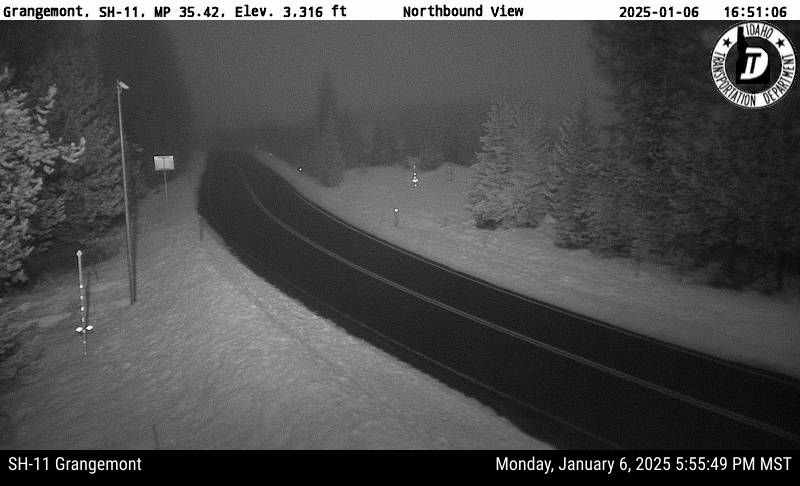 Grangemont, SH-11, MP 35.42, Elev. 3,316 ft Northbound View 2025-01-06 16:51:06
IDAHO
TRANSPORTATION DEPARTMENT
SH-11 Grangemont Monday, January 6, 2025 5:55:49 PM MST